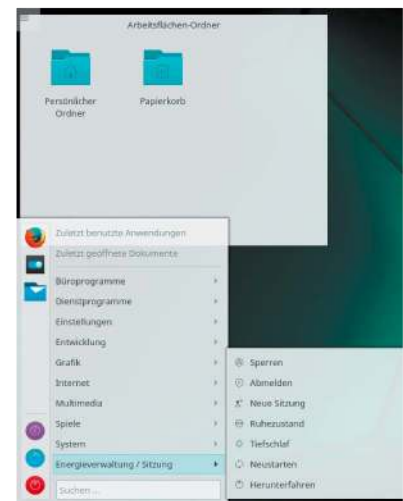 Arbeitsflächen-Ordner
Persönlicher
Ordner
Papierkorb
Zuletzt benutzte Anwendungen
Zuletzt geöffnete Dokumente
Büroprogramme
Dienstprogramme
Einstellungen
Entwicklung
Grafik
Internet
Multimedia
Spiele
System
Energieverwaltung / Sitzung
Suchen ...
Sperren
Abmelden
Neue Sitzung
Ruhezustand
Tiefschlaf
Neustarten
Herunterfahren